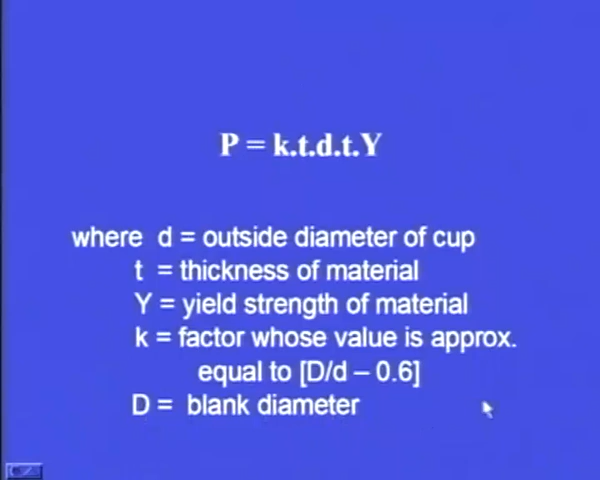 P = k.t.d.t.Y
where d = outside diameter of cup
t = thickness of material
Y = yield strength of material
k = factor whose value is approx.
equal to [D/d – 0.6]
D = blank diameter